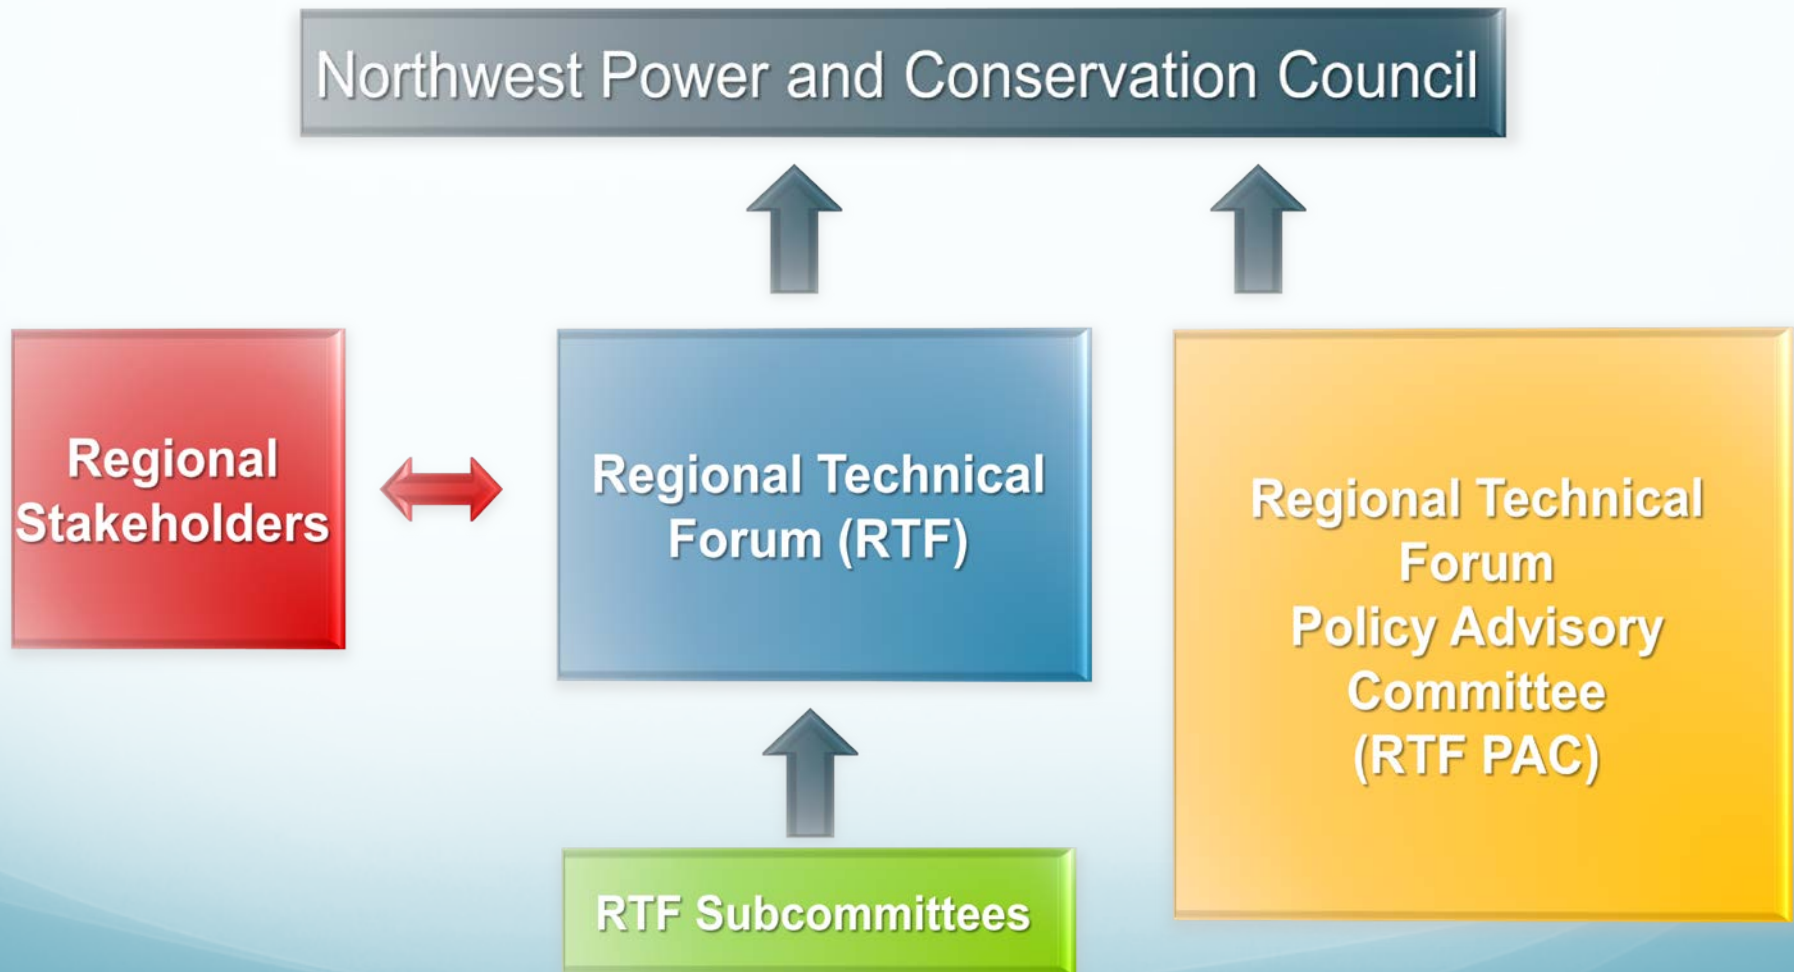 Northwest Power and Conservation Council
Regional
Stakeholders
Regional Technical
Forum (RTF)
Regional Technical
Forum
Policy Advisory
Committee
(RTF PAC)
RTF Subcommittees